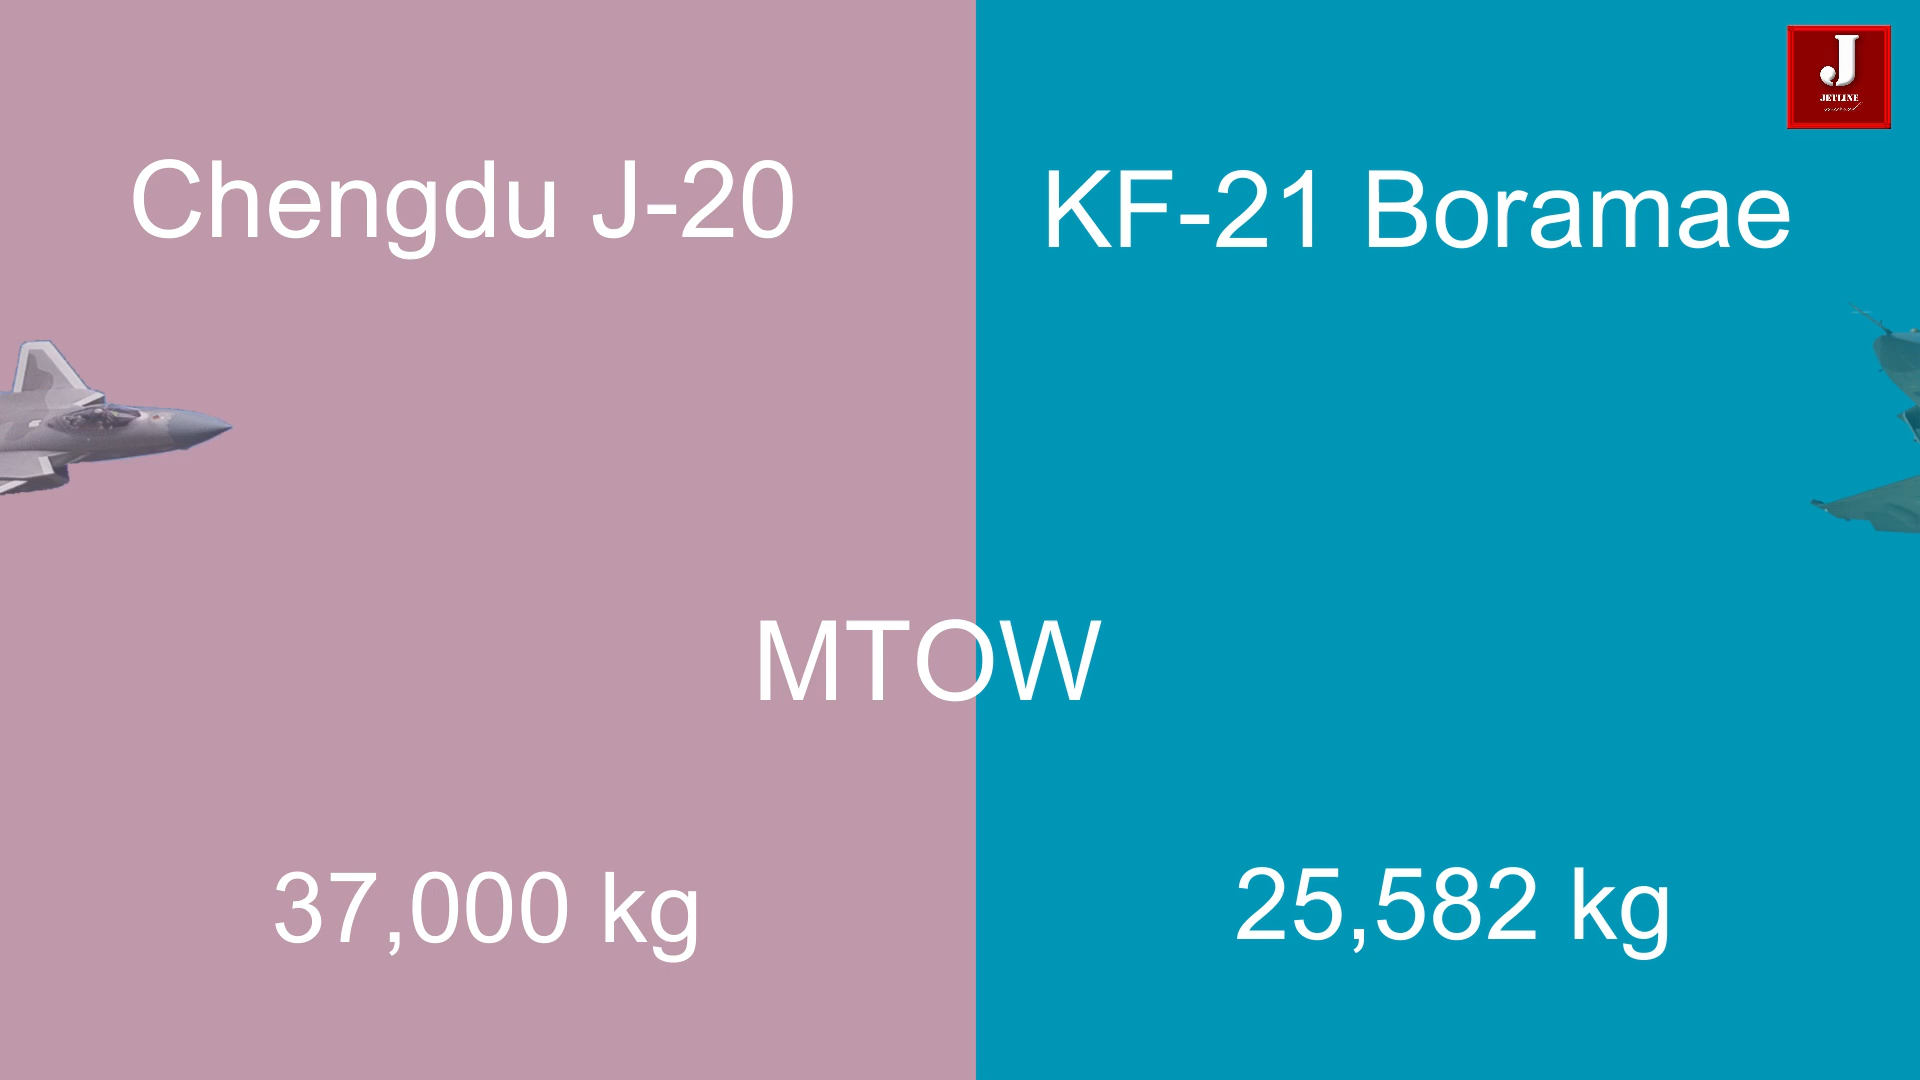 J
JETLINE
Chengdu J-20
KF-21 Boramae
MTOW
37,000 kg
25,582 kg